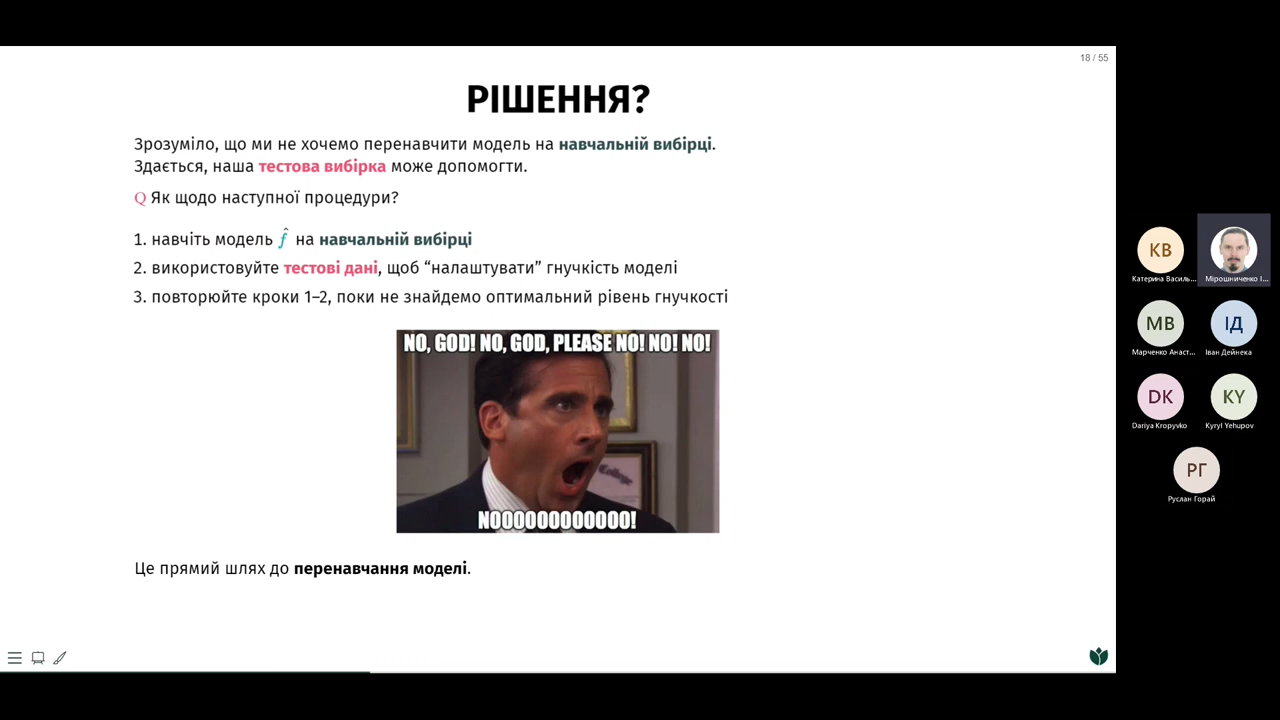 18 / 55
РІШЕННЯ?
Зрозуміло, що ми не хочемо перенавчити модель на навчальній вибірці.
Здається, наша тестова вибірка може допомогти.
Q Як щодо наступної процедури?
1. навчіть модель f̂ на навчальній вибірці
2. використовуйте тестові дані, щоб “налаштувати” гнучкість моделі
3. повторюйте кроки 1–2, поки не знайдемо оптимальний рівень гнучкості
NO, GOD! NO, GOD, PLEASE NO! NO! NO!
College
NOOOOOOOOOOOO!
Це прямий шлях до перенавчання моделі.
КВ
Катерина Василь...
Мірошниченко І...
МВ
Марченко Анаст...
ІД
Іван Дейнека
DK
Dariya Kropyvko
KY
Kyryl Yehupov
РГ
Руслан Горай